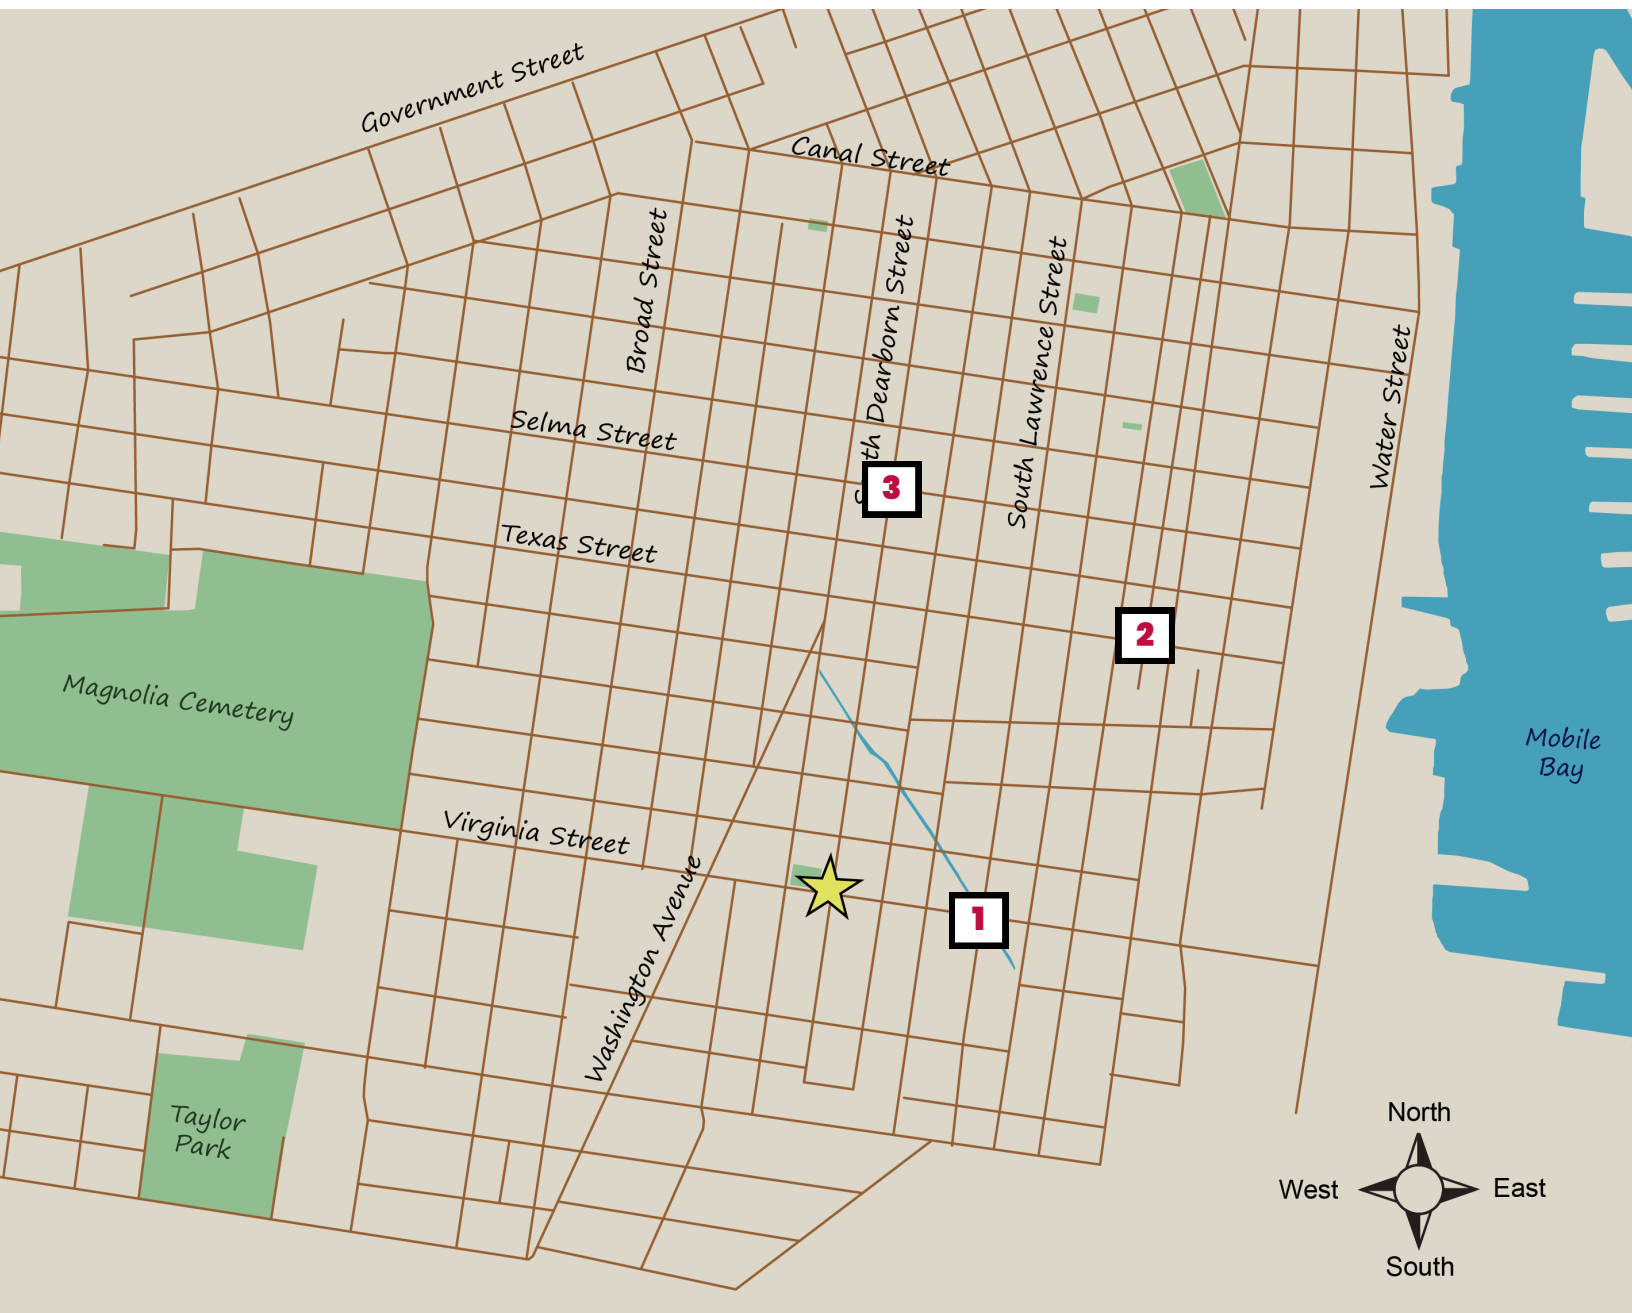 Government Street
Canal Street
Broad Street
South Dearborn Street
South Lawrence Street
Water Street
Selma Street
3
Texas Street
2
Magnolia Cemetery
Mobile
Bay
Virginia Street
Washington Avenue
1
Taylor
Park
North
West
East
South